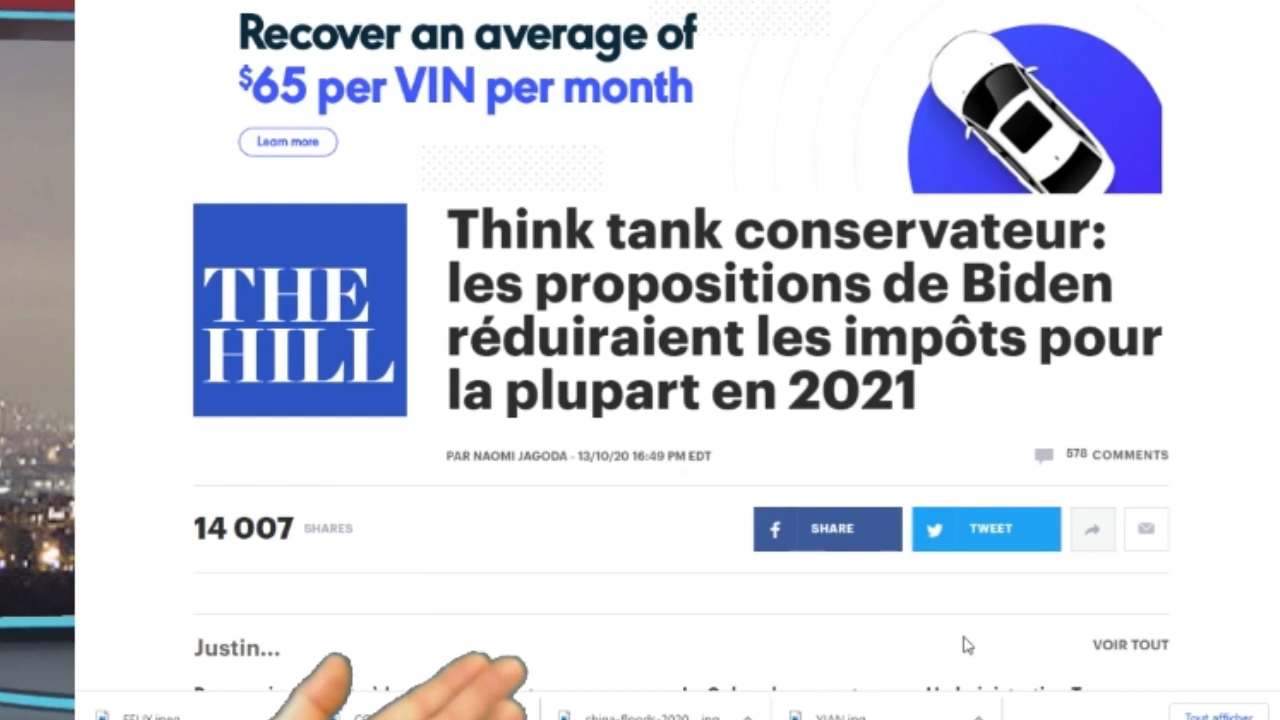 Recover an average of
$65 per VIN per month
Learn more
THE
HILL
Think tank conservateur:
les propositions de Biden
réduiraient les impôts pour
la plupart en 2021
PAR NAOMI JAGODA - 13/10/20 16:49 PM EDT
578 COMMENTS
14 007 SHARES
SHARE
TWEET
Justin...
VOIR TOUT
Tout afficher